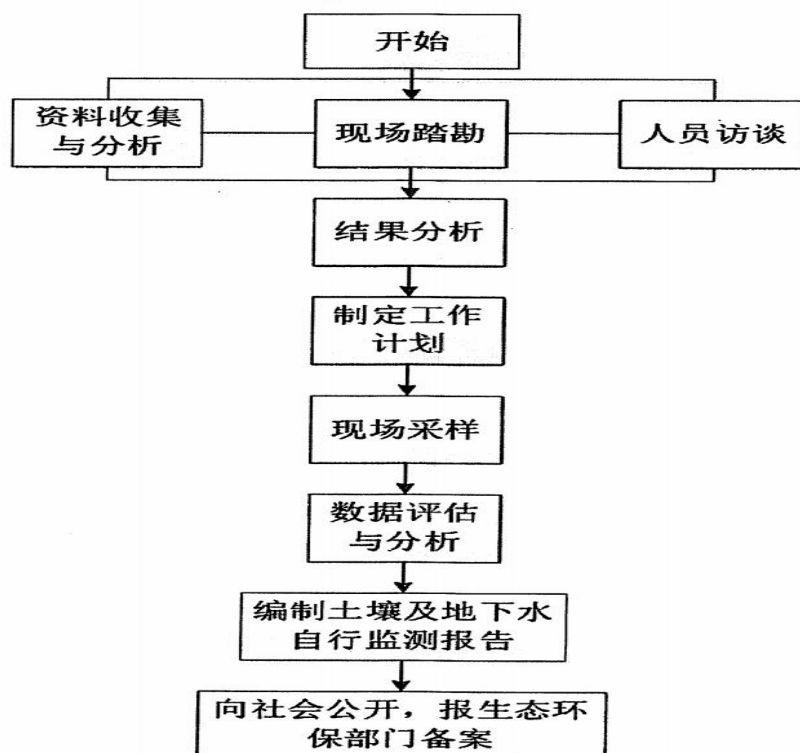 开始
资料收集
与分析
现场踏勘
人员访谈
结果分析
制定工作
计划
现场采样
数据评估
与分析
编制土壤及地下水
自行监测报告
向社会公开，报生态环
保部门备案